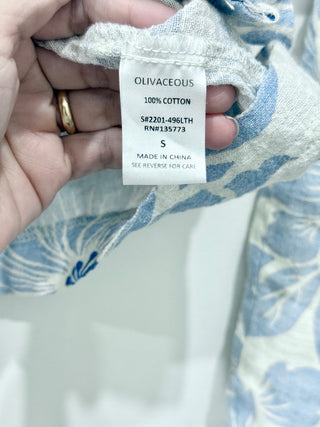 OLIVACEOUS
100% COTTON
S#2201-496LTH
RN#135773
S
MADE IN CHINA
SEE REVERSE FOR CARE